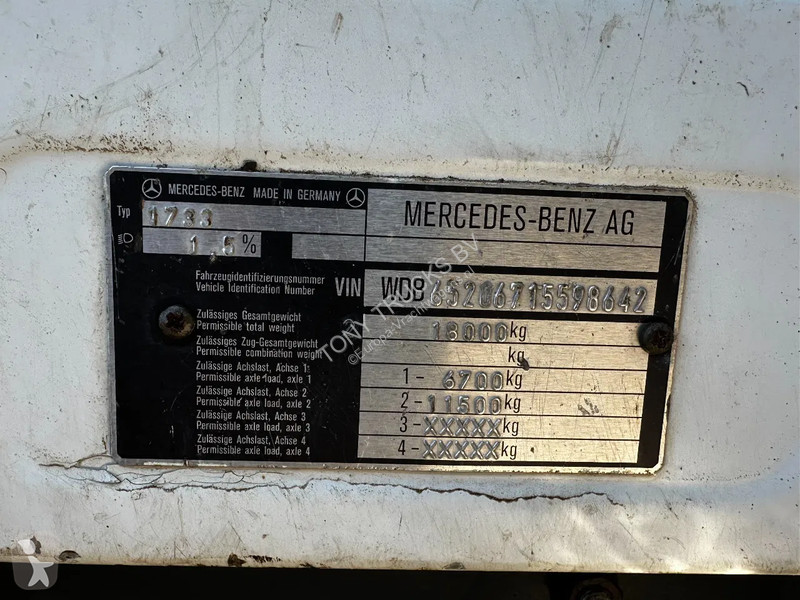 MERCEDES-BENZ MADE IN GERMANY
Typ 1733
1,5%
MERCEDES-BENZ AG
Fahrzeugidentifizierungsnummer
Vehicle Identification Number
VIN WDB65206715598642
Zulässiges Gesamtgewicht
Permissible total weight
18000kg
Zulässiges Zug-Gesamtgewicht
Permissible combination weight
kg
Zulässige Achslast, Achse 1
Permissible axle load, axle 1
1- 6700kg
Zulässige Achslast, Achse 2
Permissible axle load, axle 2
2- 11500kg
Zulässige Achslast, Achse 3
Permissible axle load, axle 3
3-XXXXXkg
Zulässige Achslast, Achse 4
Permissible axle load, axle 4
4-XXXXXkg
TONY TRUCKS BV